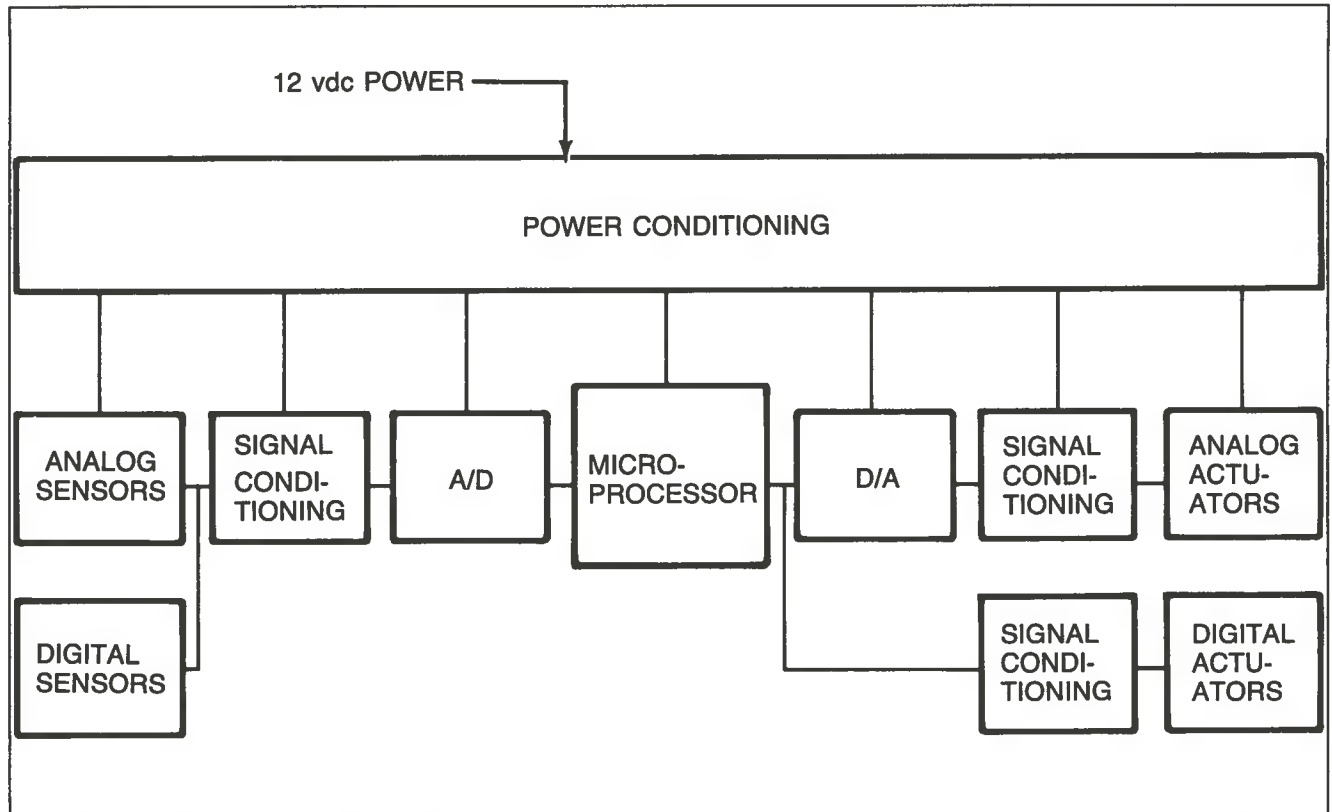 12 vdc POWER
POWER CONDITIONING
ANALOG
SENSORS
SIGNAL
CONDI-
TIONING
A/D
MICRO-
PROCESSOR
D/A
SIGNAL
CONDI-
TIONING
ANALOG
ACTU-
ATORS
DIGITAL
SENSORS
SIGNAL
CONDI-
TIONING
DIGITAL
ACTU-
ATORS